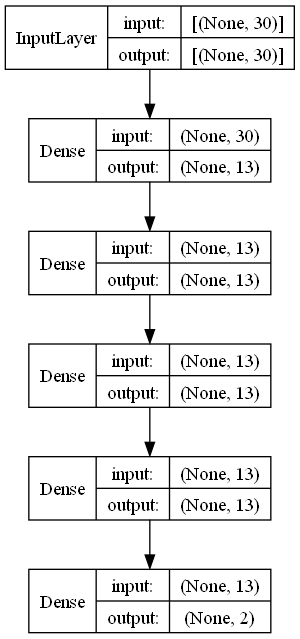 InputLayer
input: [(None, 30)]
output: [(None, 30)]
Dense
input: (None, 30)
output: (None, 13)
Dense
input: (None, 13)
output: (None, 13)
Dense
input: (None, 13)
output: (None, 13)
Dense
input: (None, 13)
output: (None, 13)
Dense
input: (None, 13)
output: (None, 2)